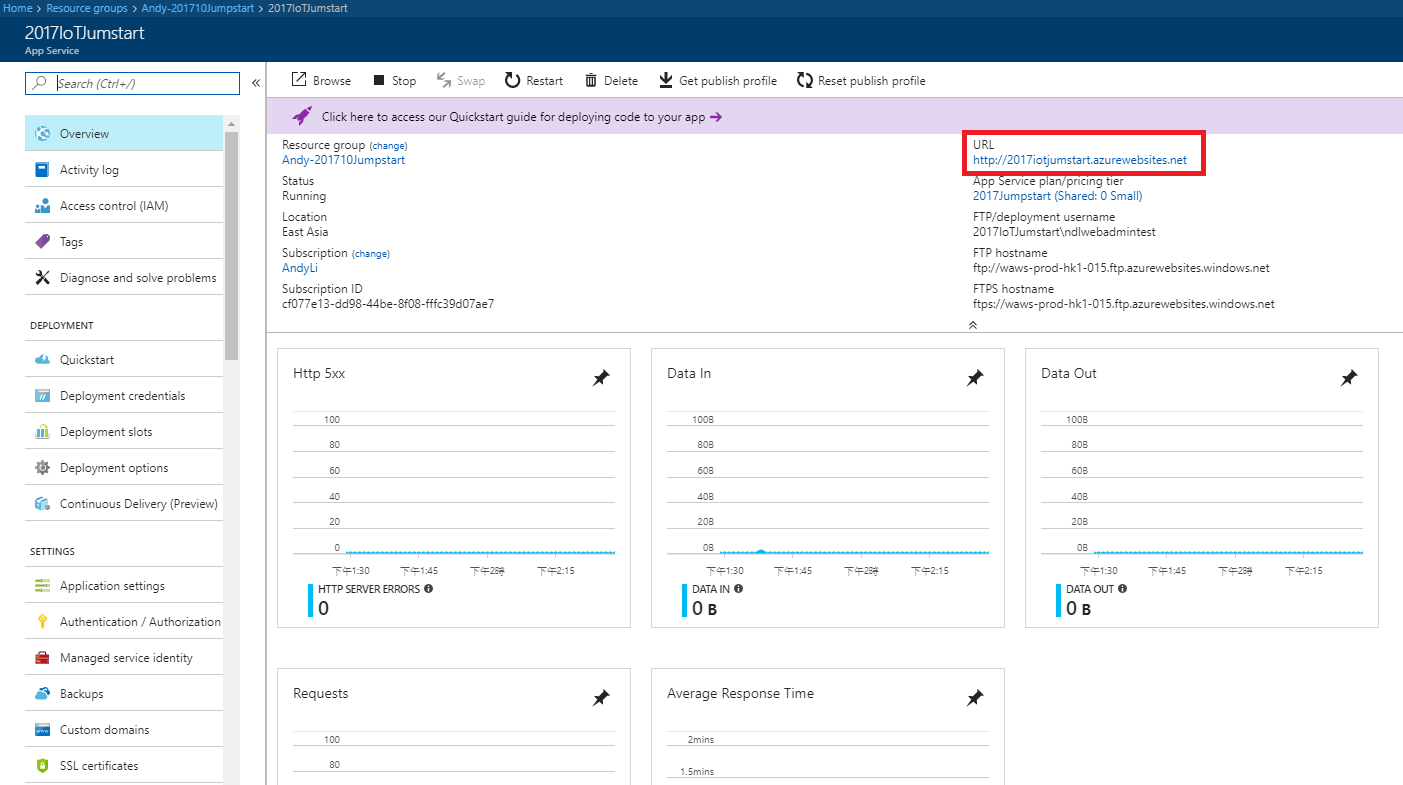 Home > Resource groups > Andy-201710Jumpstart > 2017IoTJumstart
2017IoTJumstart
App Service
Search (Ctrl+/)
«
Overview
Activity log
Access control (IAM)
Tags
Diagnose and solve problems
DEPLOYMENT
Quickstart
Deployment credentials
Deployment slots
Deployment options
Continuous Delivery (Preview)
SETTINGS
Application settings
Authentication / Authorization
Managed service identity
Backups
Custom domains
SSL certificates
Browse Stop Swap Restart Delete Get publish profile Reset publish profile
Click here to access our Quickstart guide for deploying code to your app →
Resource group (change)
Andy-201710Jumpstart
Status
Running
Location
East Asia
Subscription (change)
AndyLi
Subscription ID
cf077e13-dd98-44be-8f08-fffc39d07ae7
URL
http://2017iotjumstart.azurewebsites.net
App Service plan/pricing tier
2017Jumpstart (Shared: 0 Small)
FTP/deployment username
2017IoTJumstart\ndlwebadmintest
FTP hostname
ftp://waws-prod-hk1-015.ftp.azurewebsites.windows.net
FTPS hostname
ftps://waws-prod-hk1-015.ftp.azurewebsites.windows.net
Http 5xx
100
80
60
40
20
0
下午1:30 下午1:45 下午2時 下午2:15
HTTP SERVER ERRORS
0
Data In
100B
80B
60B
40B
20B
0B
下午1:30 下午1:45 下午2時 下午2:15
DATA IN
0 B
Data Out
100B
80B
60B
40B
20B
0B
下午1:30 下午1:45 下午2時 下午2:15
DATA OUT
0 B
Requests
100
80
Average Response Time
2mins
1.5mins